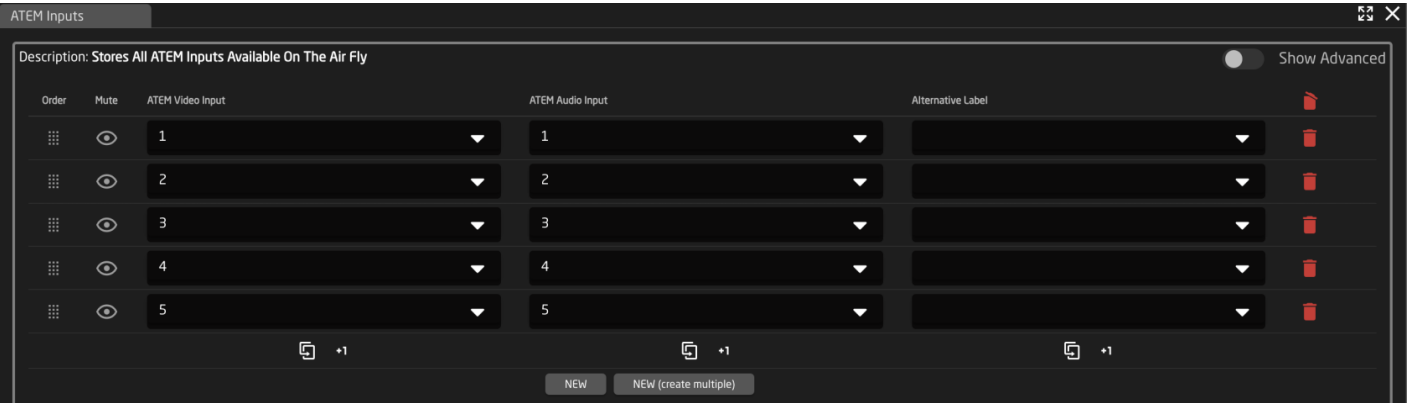 ATEM Inputs
Description: Stores All ATEM Inputs Available On The Air Fly
Show Advanced
Order Mute ATEM Video Input ATEM Audio Input Alternative Label
1 1
2 2
3 3
4 4
5 5
+1 +1 +1
NEW NEW (create multiple)